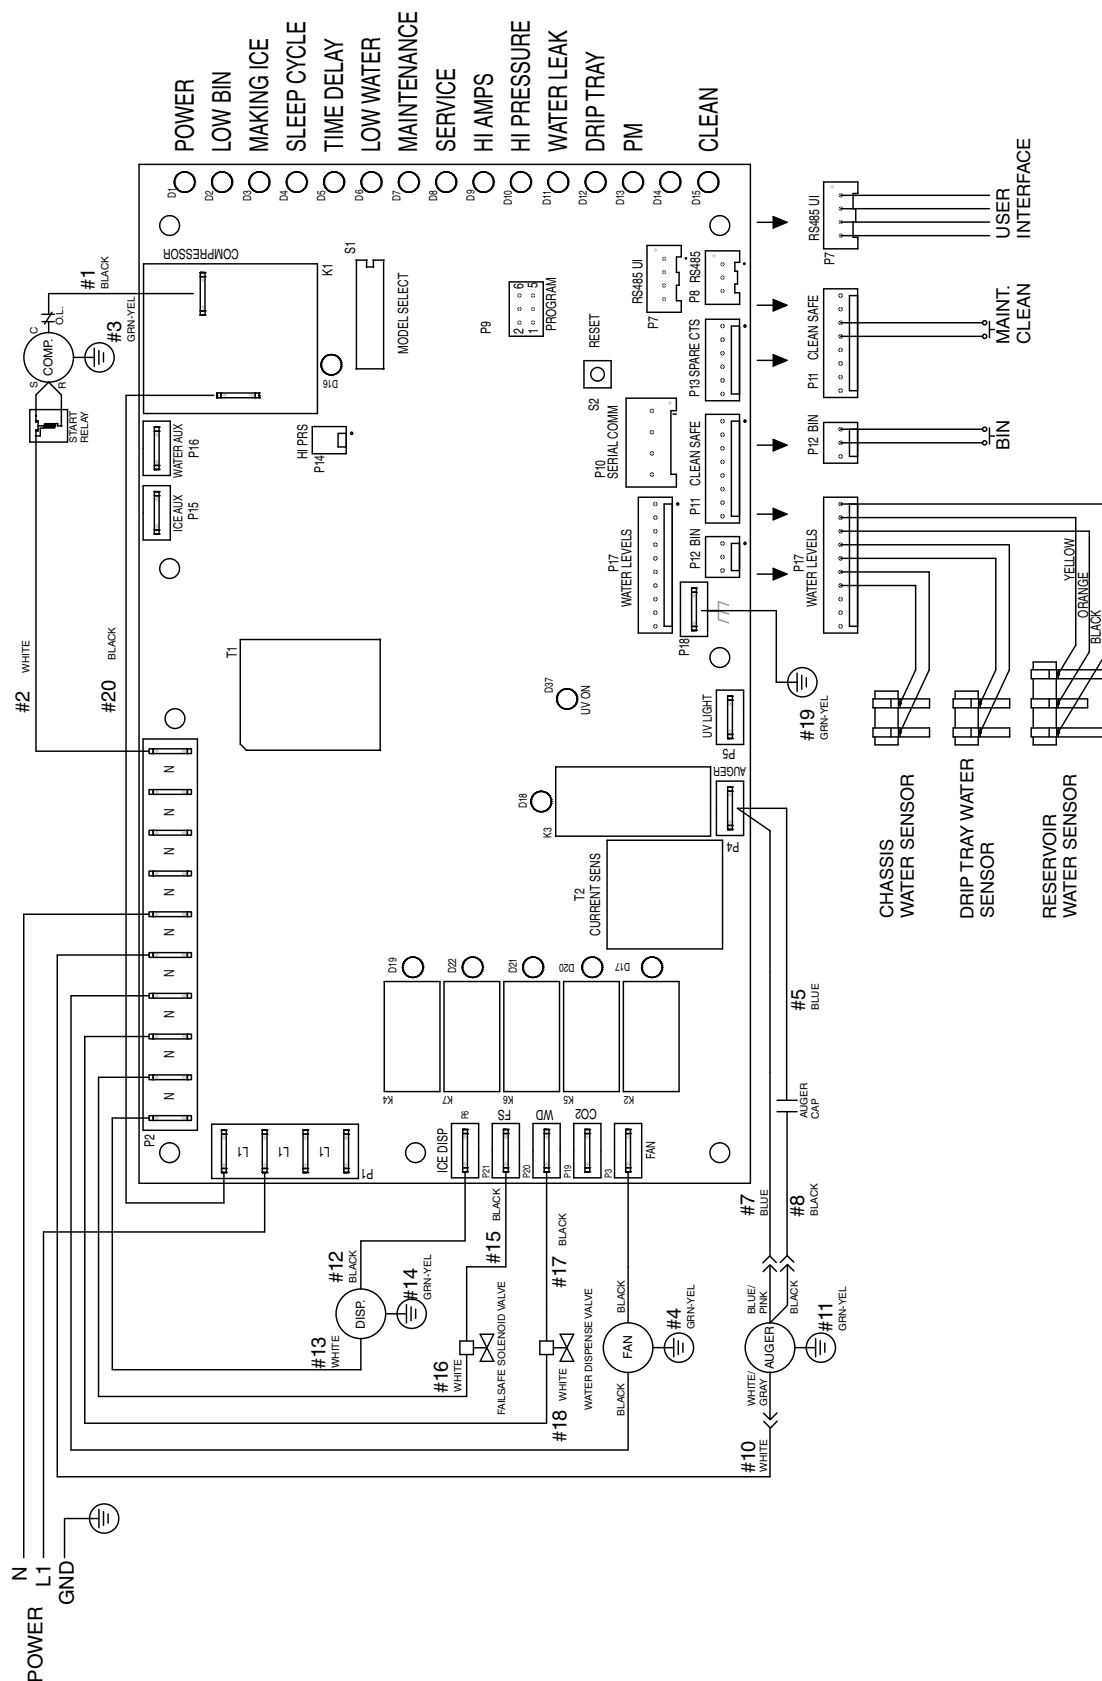 POWER
LOW BIN
MAKING ICE
SLEEP CYCLE
TIME DELAY
LOW WATER
MAINTENANCE
SERVICE
HI AMPS
HI PRESSURE
WATER LEAK
DRIP TRAY
PM
CLEAN
D1
D2
D3
D4
D5
D6
D7
D8
D9
D10
D11
D12
D13
D14
D15
#1
BLACK
#3
GRN-YEL
C
O.L.
COMP.
S
R
START
RELAY
COMPRESSOR
K1
D16
S1
MODEL SELECT
WATER AUX
P16
ICE AUX
P15
HI PRS
P14
P9
2
6
1
5
PROGRAM
RESET
S2
P10
SERIAL COMM
RS485 UI
P7
P8 RS485
P13 SPARE CTS
P11 CLEAN SAFE
P12 BIN
P17
WATER LEVELS
P18
RS485 UI
P7
USER
INTERFACE
P11 CLEAN SAFE
MAINT.
CLEAN
P12 BIN
BIN
P17
WATER LEVELS
YELLOW
ORANGE
BLACK
CHASSIS
WATER SENSOR
DRIP TRAY WATER
SENSOR
RESERVOIR
WATER SENSOR
#19
GRN-YEL
#2 WHITE
#20 BLACK
T1
D37
UV ON
UV LIGHT
P5
AUGER
P4
D18
K3
T2
CURRENT SENS
N
N
N
N
N
N
N
N
N
P2
L1
L1
L1
P1
D19
D22
D21
D20
D17
K4
K7
K6
K5
K2
ICE DISP
P6
FS
P21
WD
P20
CO2
P19
P3
FAN
#5
BLUE
AUGER
CAP
#7
BLUE
#8
BLACK
BLUE/
PINK
BLACK
AUGER
#11
GRN-YEL
WHITE/
GRAY
#10
WHITE
#12
BLACK
DISP.
#14
GRN-YEL
#13
WHITE
#15 BLACK
#16
WHITE
FAILSAFE SOLENOID VALVE
#17 BLACK
#18 WHITE
WATER DISPENSE VALVE
BLACK
FAN
BLACK
#4
GRN-YEL
POWER
N
L1
GND